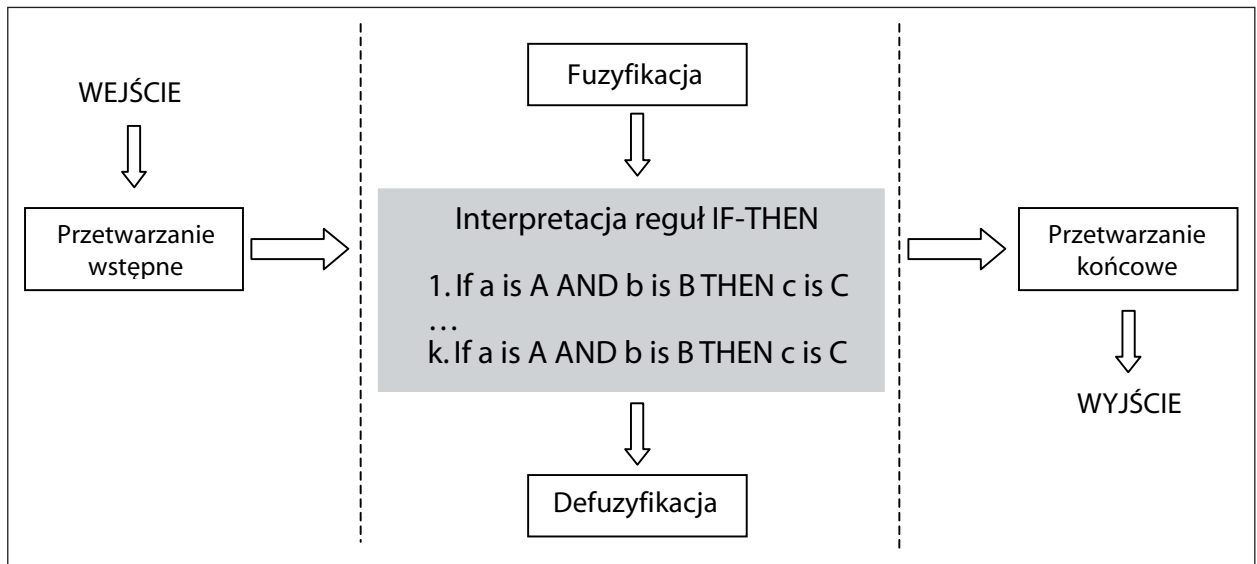 WEJŚCIE
Przetwarzanie
wstępne
Fuzyfikacja
Interpretacja reguł IF-THEN
1. If a is A AND b is B THEN c is C
…
k. If a is A AND b is B THEN c is C
Defuzyfikacja
Przetwarzanie
końcowe
WYJŚCIE